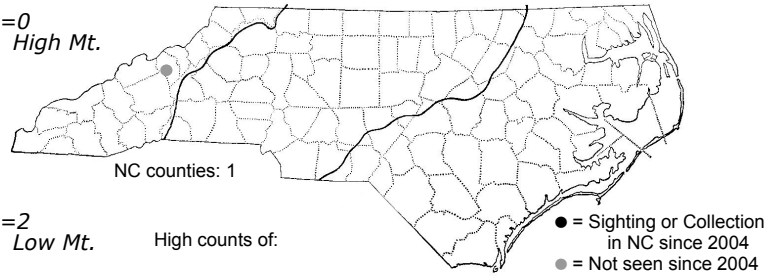 =0
High Mt.
NC counties: 1
=2
Low Mt.
High counts of:
● = Sighting or Collection
in NC since 2004
● = Not seen since 2004